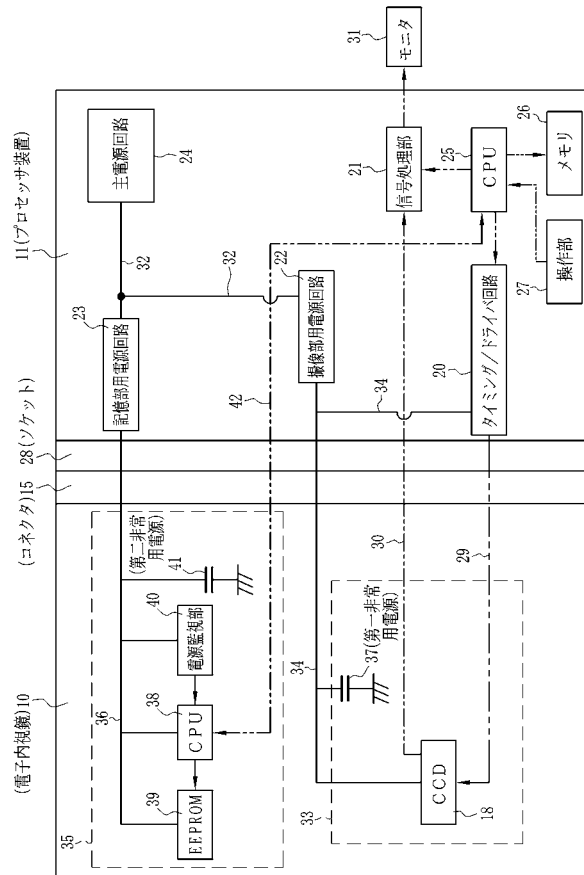 (電子内視鏡)10
(コネクタ)15
28(ソケット)
11(プロセッサ装置)
35
39
EEPROM
36
38
CPU
40
電源監視部
(第二非常
用電源)
41
23
記憶部用電源回路
32
主電源回路
24
32
22
撮像部用電源回路
42
33
18
CCD
34
37(第一非常
用電源)
30
29
34
20
タイミング/ドライバ回路
21
信号処理部
25
CPU
26
メモリ
27
操作部
31
モニタ